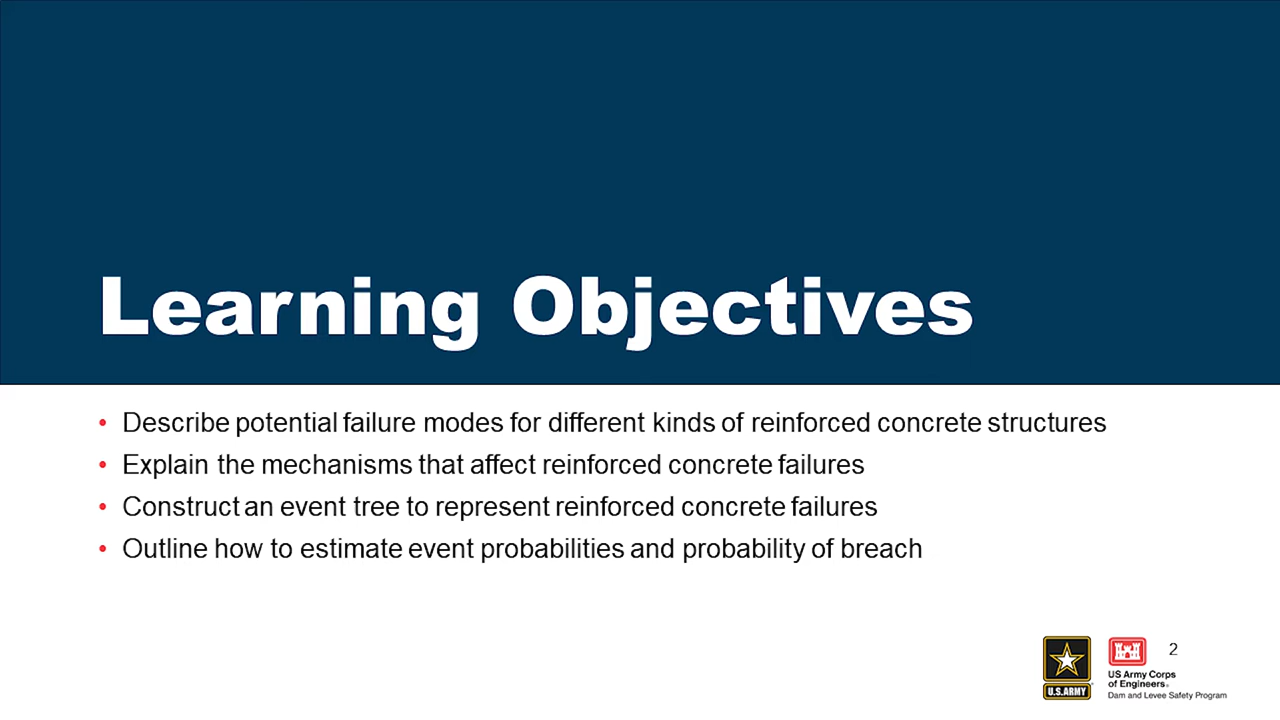 Learning Objectives
• Describe potential failure modes for different kinds of reinforced concrete structures
• Explain the mechanisms that affect reinforced concrete failures
• Construct an event tree to represent reinforced concrete failures
• Outline how to estimate event probabilities and probability of breach
2
U.S. ARMY
US Army Corps
of Engineers®
Dam and Levee Safety Program